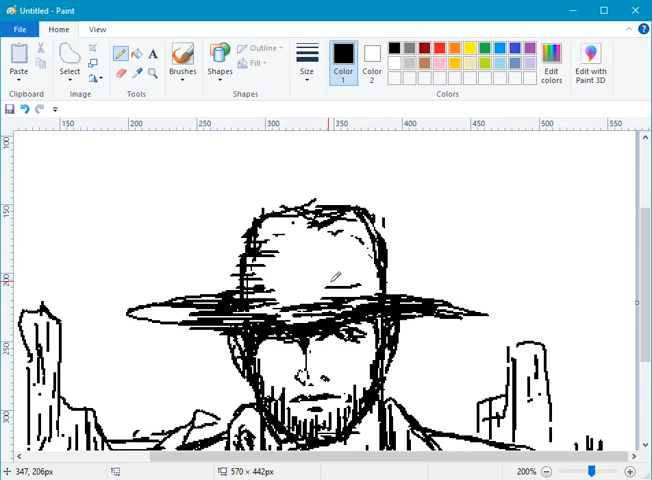 Untitled - Paint
File Home View
Paste Select Brushes Shapes Outline Fill Size Color 1 Color 2 Edit colors Edit with Paint 3D
Clipboard Image Tools Shapes Colors
150 200 250 300 350 400 450 500 550
100
150
200
250
300
347, 206px 570 × 442px 200%